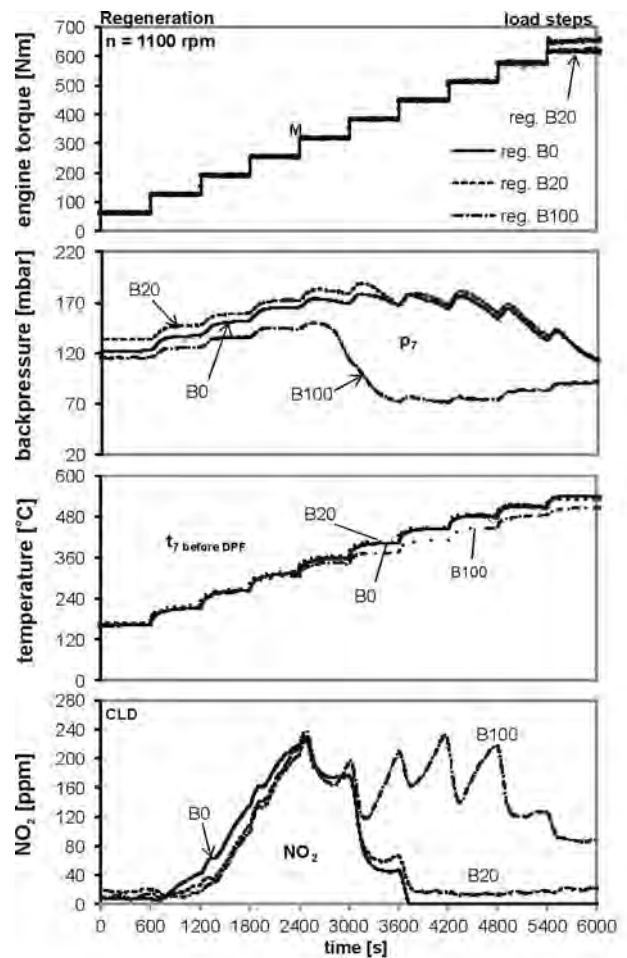 Regeneration
n = 1100 rpm
load steps
engine torque [Nm]
700
600
500
400
300
200
100
0
M
reg. B20
reg. B0
reg. B20
reg. B100
backpressure [mbar]
220
170
120
70
20
B20
B0
B100
p7
temperature [°C]
600
480
360
240
120
0
t7 before DPF
B20
B0
B100
NO2 [ppm]
280
240
200
160
120
80
40
0
CLD
B0
NO2
B100
B20
0 600 1200 1800 2400 3000 3600 4200 4800 5400 6000
time [s]